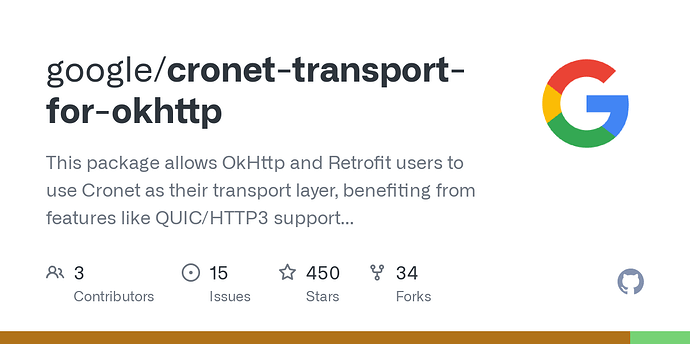 google/cronet-transport-
for-okhttp
This package allows OkHttp and Retrofit users to
use Cronet as their transport layer, benefiting from
features like QUIC/HTTP3 support...
3
Contributors
15
Issues
450
Stars
34
Forks